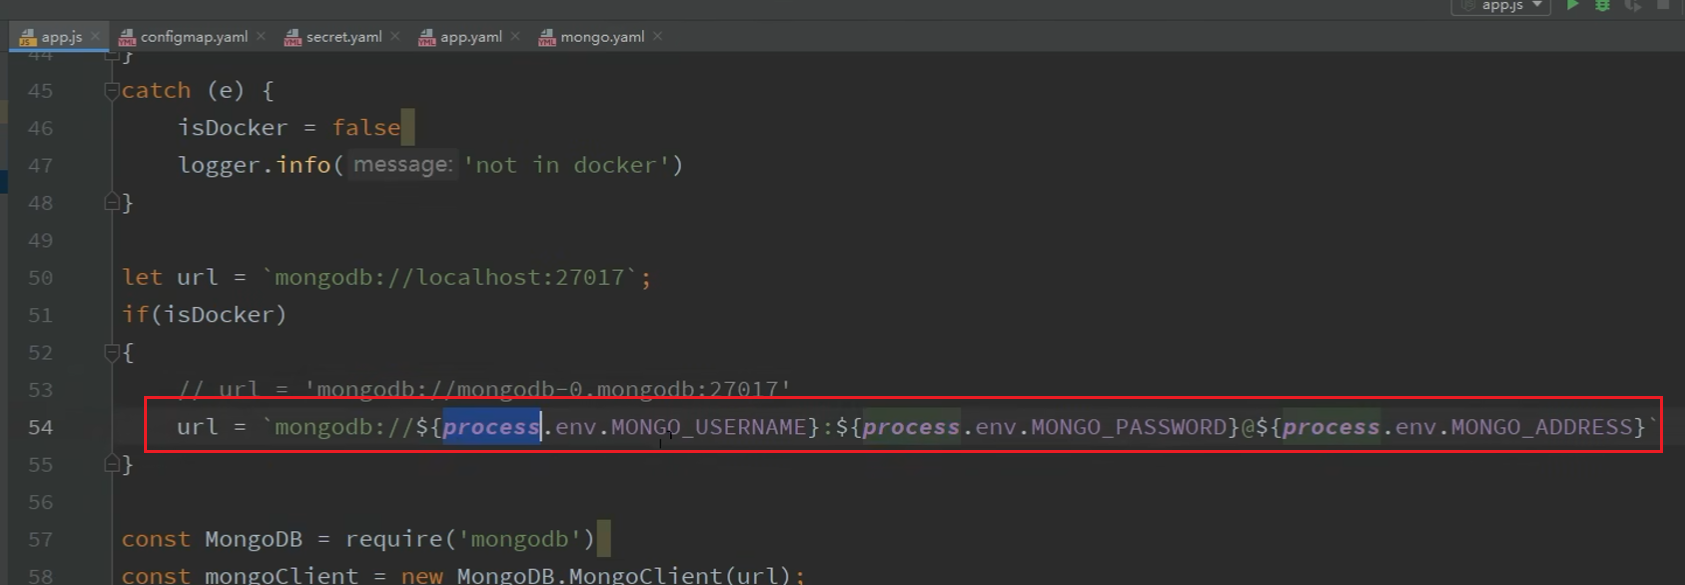 app.js
app.js configmap.yaml secret.yaml app.yaml mongo.yaml
44 }
45 catch (e) {
46 isDocker = false
47 logger.info( message: 'not in docker')
48 }
49
50 let url = `mongodb://localhost:27017`;
51 if(isDocker)
52 {
53 // url = 'mongodb://mongodb-0.mongodb:27017'
54 url = `mongodb://${process.env.MONGO_USERNAME}:${process.env.MONGO_PASSWORD}@${process.env.MONGO_ADDRESS}`
55 }
56
57 const MongoDB = require('mongodb')
58 const mongoClient = new MongoDB.MongoClient(url);